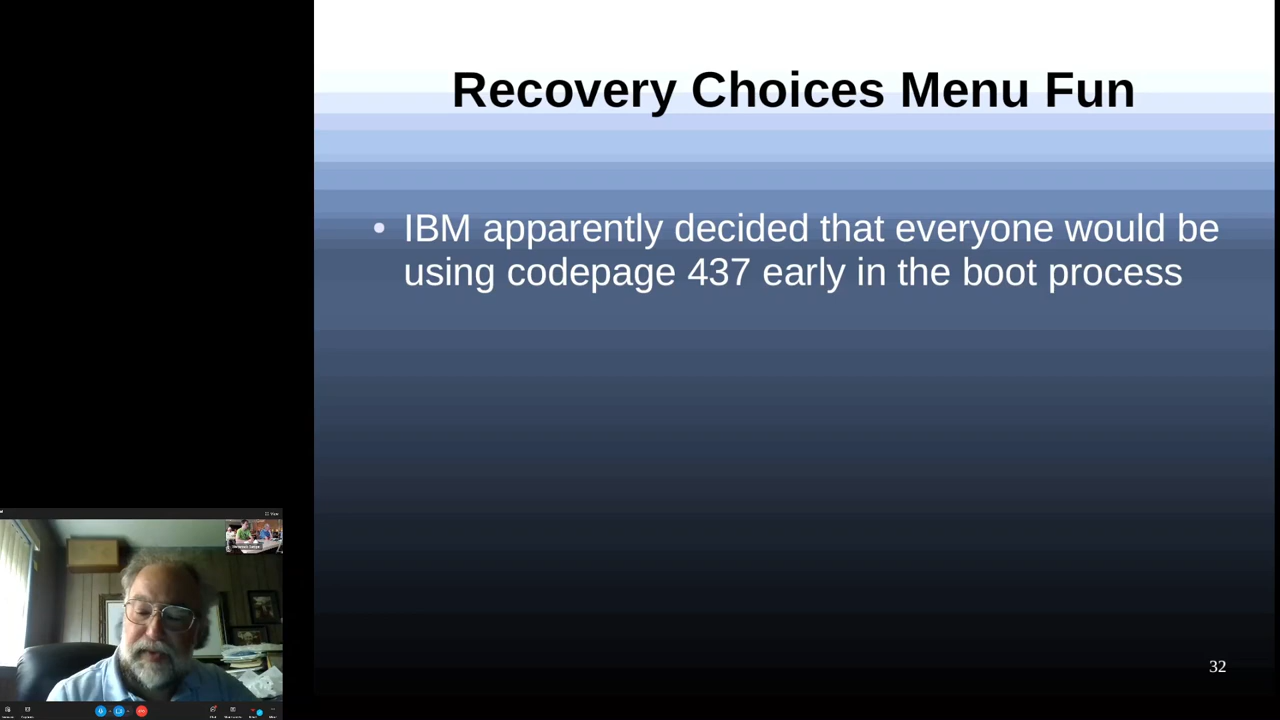 Recovery Choices Menu Fun
• IBM apparently decided that everyone would be
using codepage 437 early in the boot process
32
View